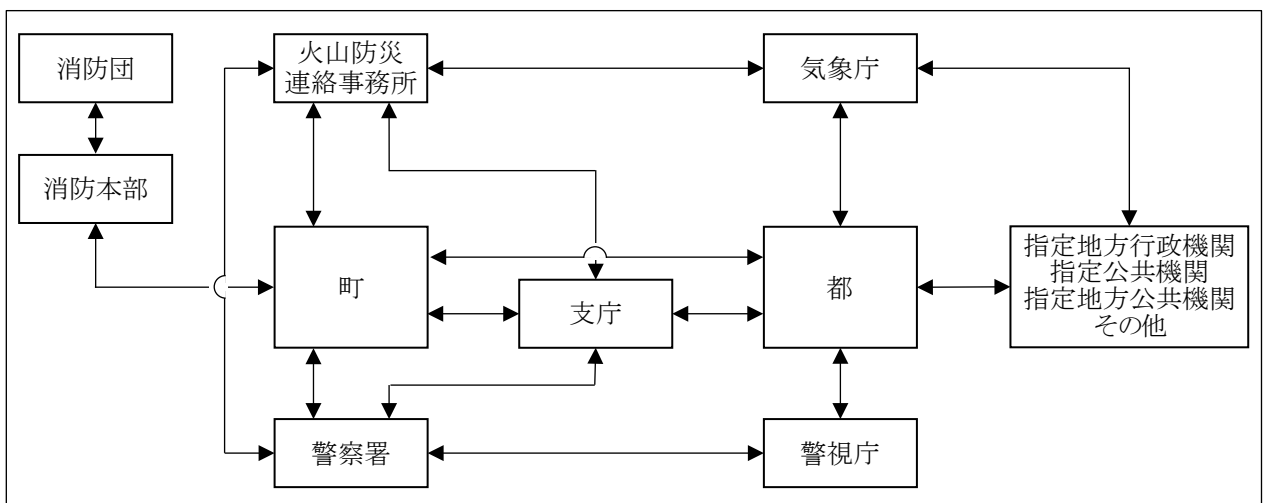 消防団
火山防災
連絡事務所
気象庁
消防本部
町
支庁
都
指定地方行政機関
指定公共機関
指定地方公共機関
その他
警察署
警視庁